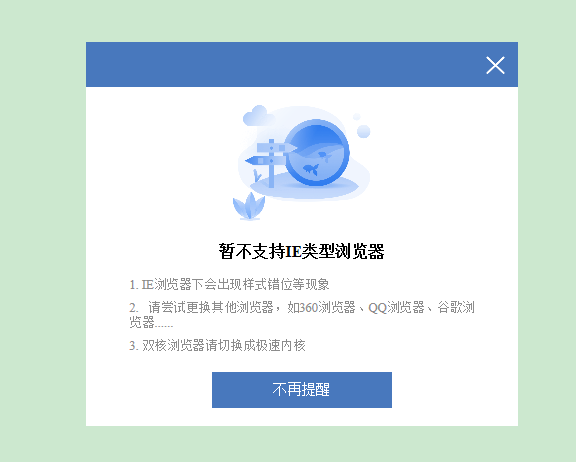 暂不支持IE类型浏览器
1. IE浏览器下会出现样式错位等现象
2. 请尝试更换其他浏览器，如360浏览器、QQ浏览器、谷歌浏
览器......
3. 双核浏览器请切换成极速内核
不再提醒